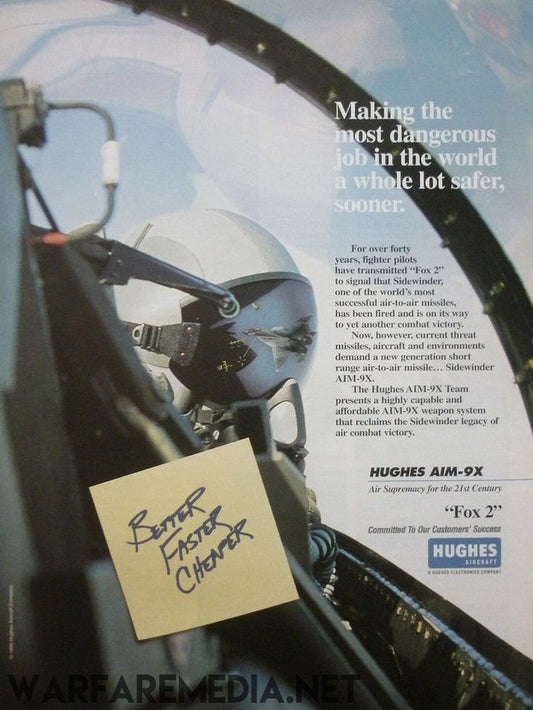 Making the
most dangerous
job in the world
a whole lot safer,
sooner.
For over forty
years, fighter pilots
have transmitted “Fox 2”
to signal that Sidewinder,
one of the world's most
successful air-to-air missiles,
has been fired and is on its way
to yet another combat victory.
Now, however, current threat
missiles, aircraft and environments
demand a new generation short
range air-to-air missile… Sidewinder
AIM-9X.
The Hughes AIM-9X Team
presents a highly capable and
affordable AIM-9X weapon system
that reclaims the Sidewinder legacy of
air combat victory.
HUGHES AIM-9X
Air Supremacy for the 21st Century
“Fox 2”
Committed To Our Customers' Success
HUGHES
AIRCRAFT
A HUGHES ELECTRONICS COMPANY
BETTER
FASTER
CHEAPER
Hughes Aircraft Company
WARFAREMEDIA.NET